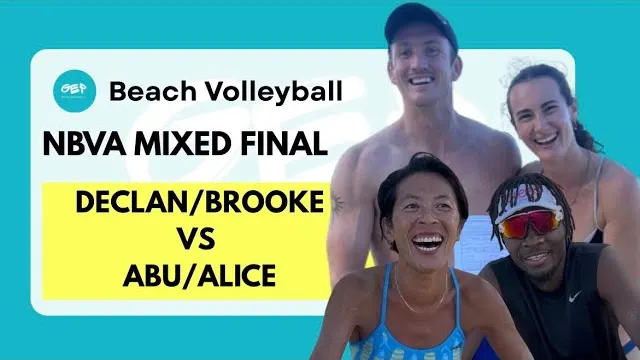 GEP
Beach Volleyball
NBVA MIXED FINAL
DECLAN/BROOKE
VS
ABU/ALICE